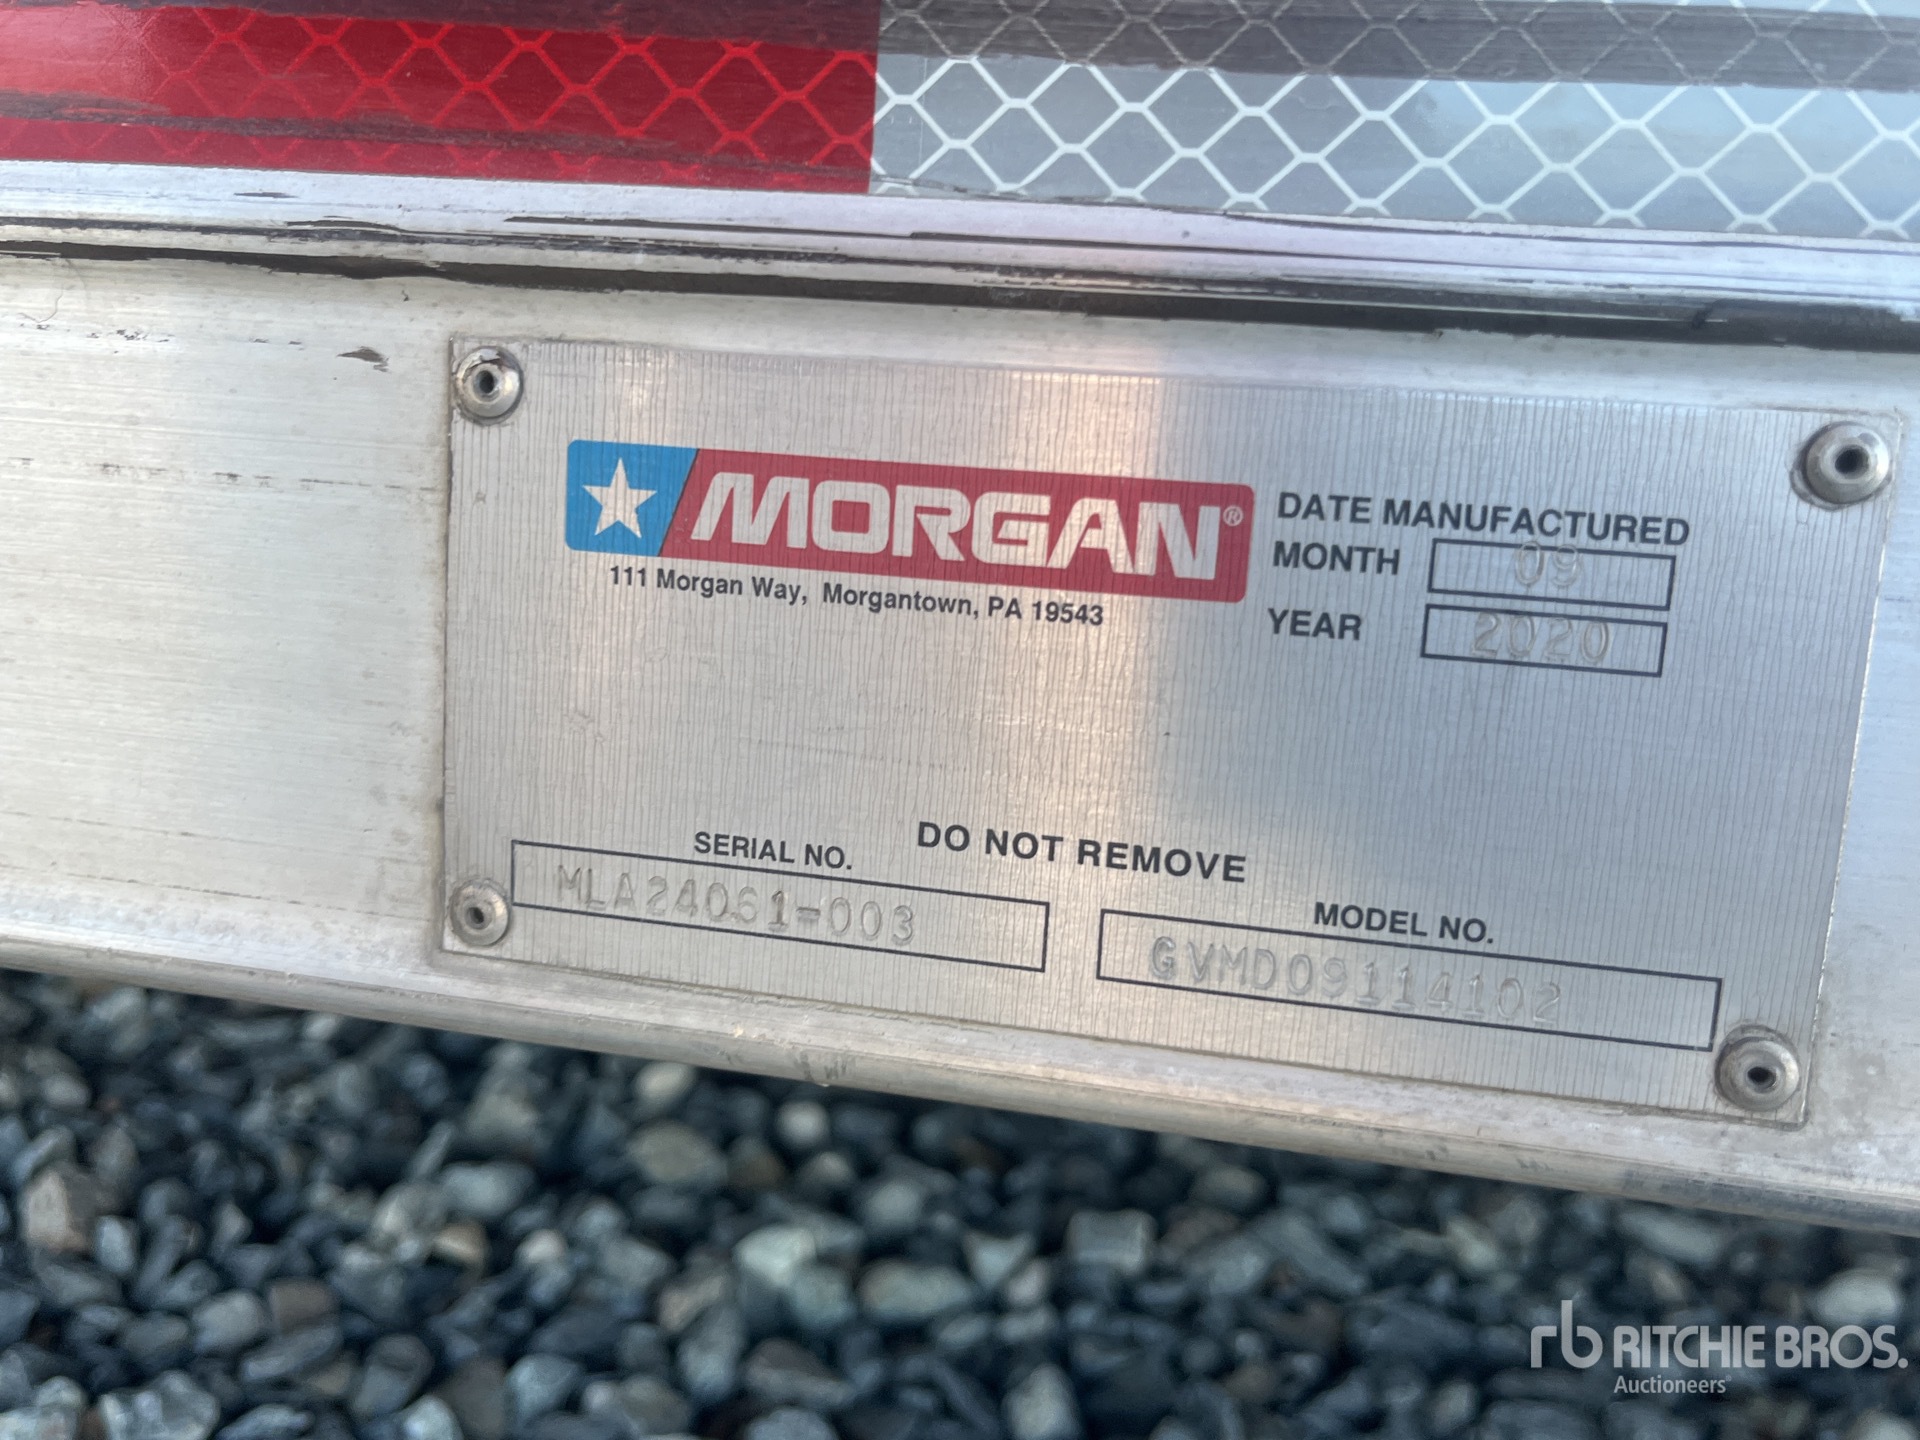 MORGAN®
111 Morgan Way, Morgantown, PA 19543
DATE MANUFACTURED
MONTH 09
YEAR 2020
DO NOT REMOVE
SERIAL NO.
MLA24061-003
MODEL NO.
GVMD09114102
rb RITCHIE BROS.
Auctioneers